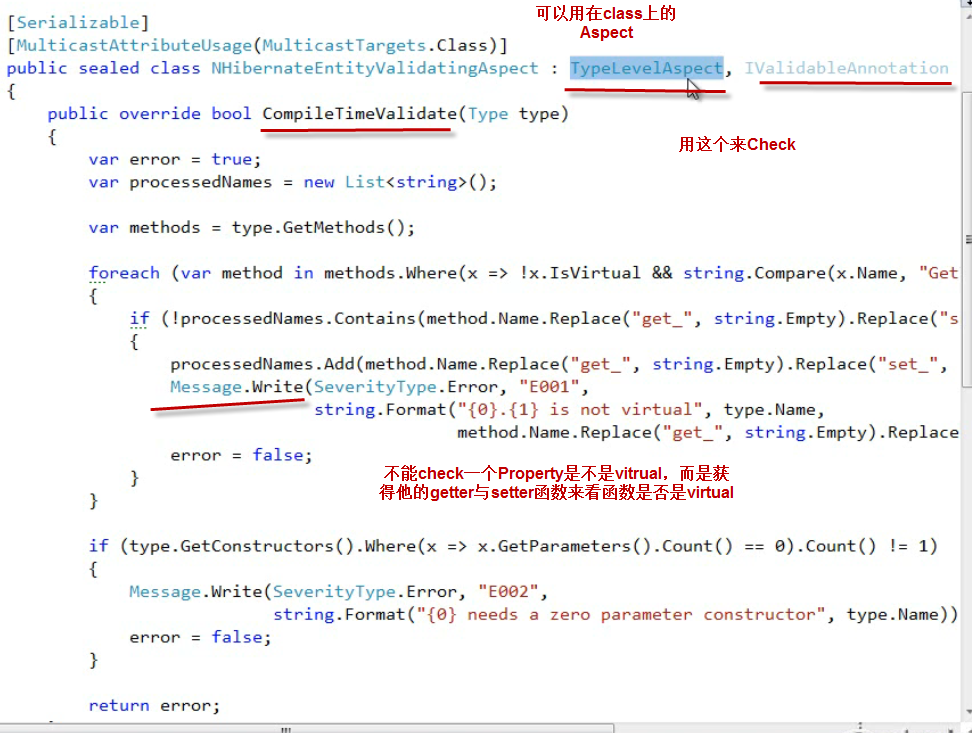 可以用在class上的
Aspect
[Serializable]
[MulticastAttributeUsage(MulticastTargets.Class)]
public sealed class NHibernateEntityValidatingAspect : TypeLevelAspect, IValidableAnnotation
{
public override bool CompileTimeValidate(Type type)
用这个来Check
{
var error = true;
var processedNames = new List<string>();
var methods = type.GetMethods();
foreach (var method in methods.Where(x => !x.IsVirtual && string.Compare(x.Name, "Get
{
if (!processedNames.Contains(method.Name.Replace("get_", string.Empty).Replace("s
{
processedNames.Add(method.Name.Replace("get_", string.Empty).Replace("set_",
Message.Write(SeverityType.Error, "E001",
string.Format("{0}.{1} is not virtual", type.Name,
method.Name.Replace("get_", string.Empty).Replace
error = false;
不能check一个Property是不是vitrual，而是获
得他的getter与setter函数来看函数是否是virtual
}
}
if (type.GetConstructors().Where(x => x.GetParameters().Count() == 0).Count() != 1)
{
Message.Write(SeverityType.Error, "E002",
string.Format("{0} needs a zero parameter constructor", type.Name))
error = false;
}
return error;